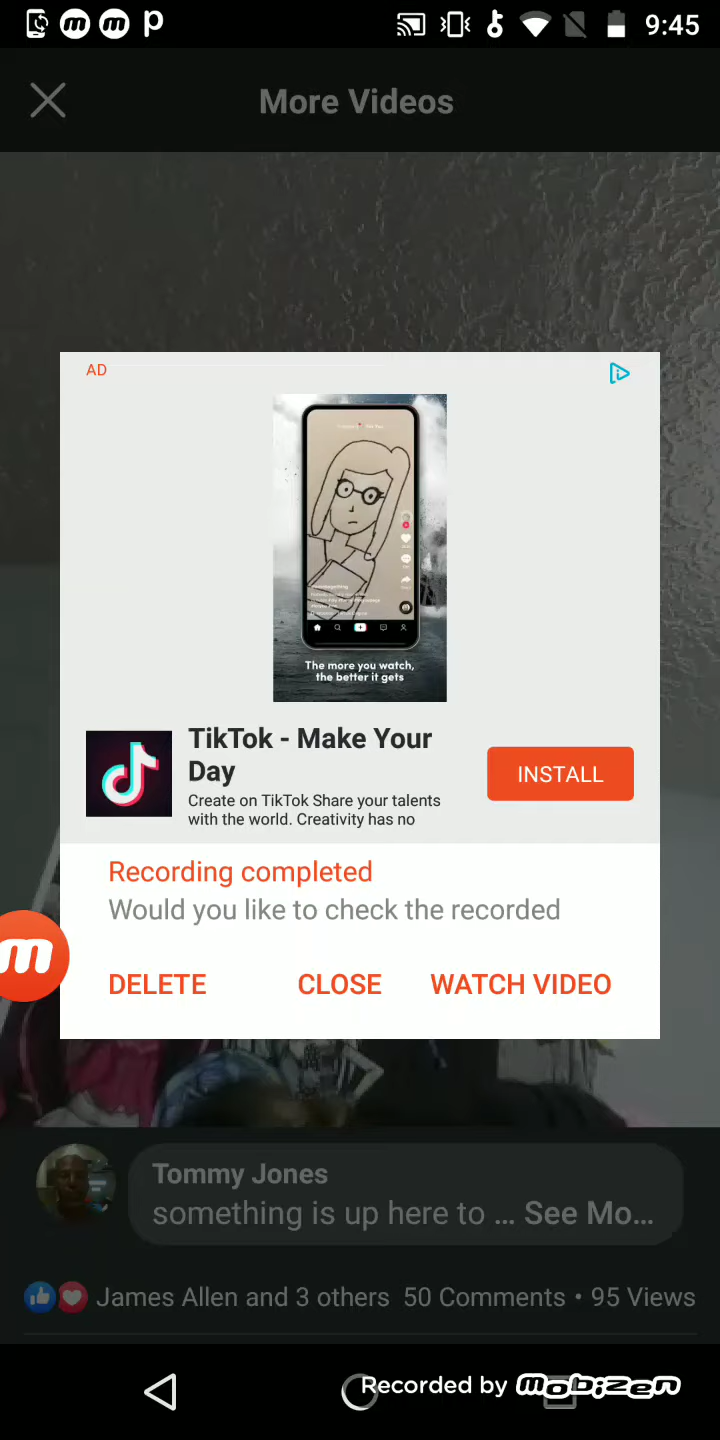 9:45
More Videos
AD
The more you watch,
the better it gets
TikTok - Make Your
Day
Create on TikTok Share your talents
with the world. Creativity has no
INSTALL
Recording completed
Would you like to check the recorded
DELETE CLOSE WATCH VIDEO
Tommy Jones
something is up here to ... See Mo...
James Allen and 3 others 50 Comments • 95 Views
Recorded by mobizen